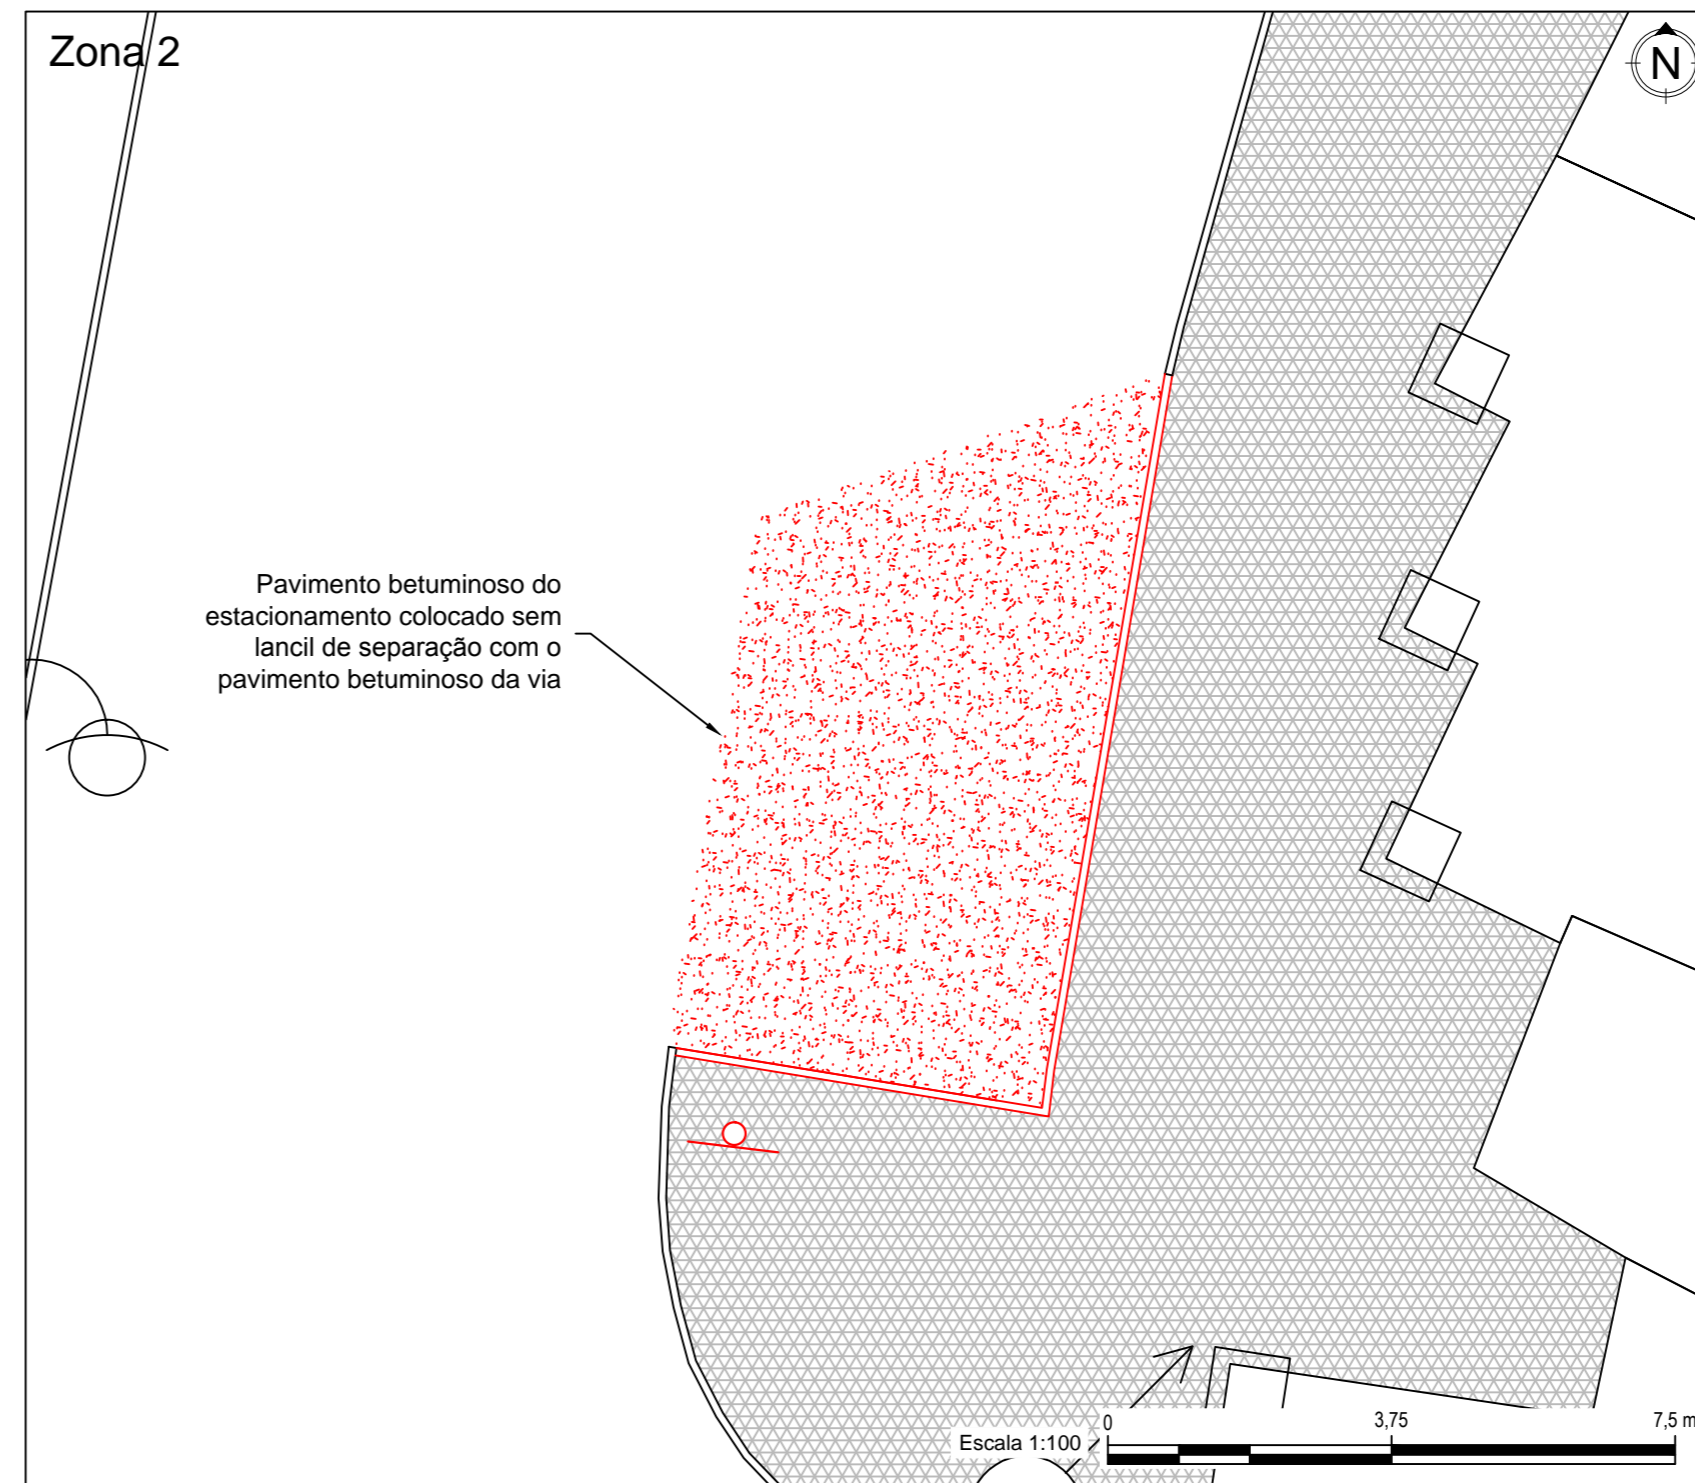 Zona 2
N
Pavimento betuminoso do
estacionamento colocado sem
lancil de separação com o
pavimento betuminoso da via
0 3,75 7,5 m
Escala 1:100